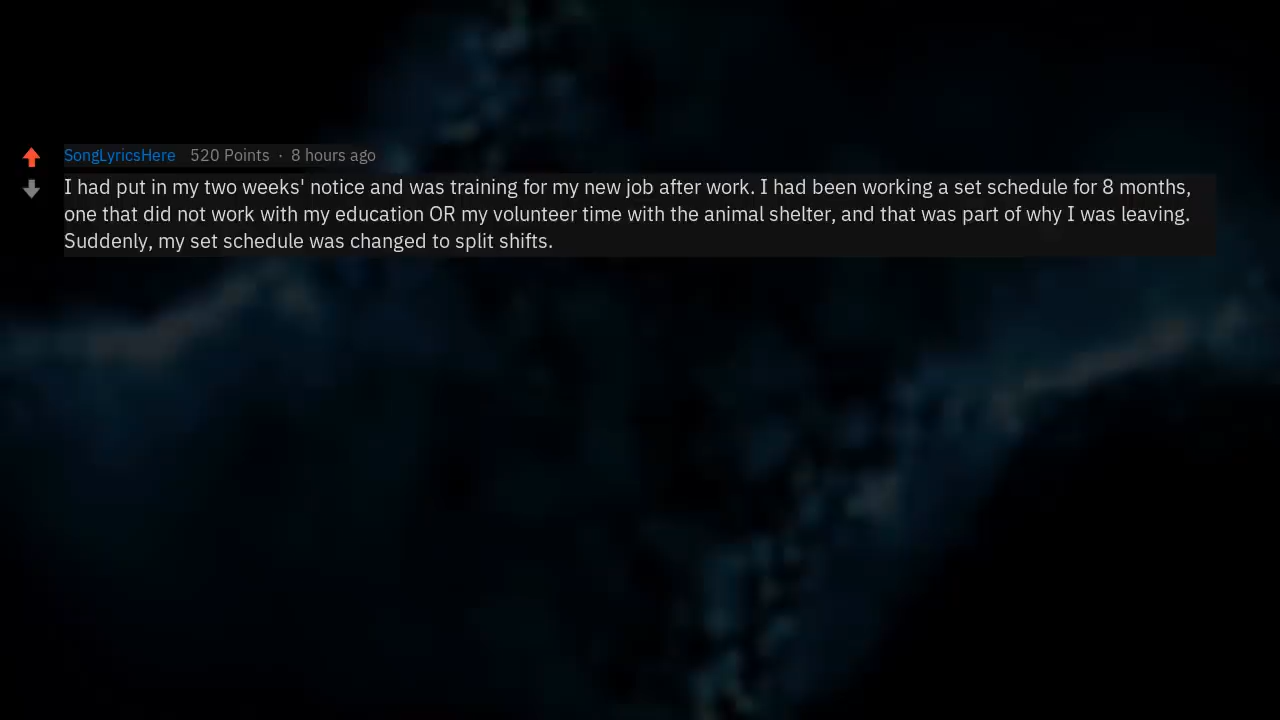 SongLyricsHere 520 Points · 8 hours ago
I had put in my two weeks' notice and was training for my new job after work. I had been working a set schedule for 8 months,
one that did not work with my education OR my volunteer time with the animal shelter, and that was part of why I was leaving.
Suddenly, my set schedule was changed to split shifts.